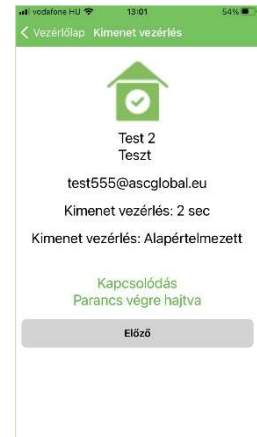 vodafone HU 13:01 54%
Vezérlőlap Kimenet vezérlés
Test 2
Teszt
test555@ascglobal.eu
Kimenet vezérlés: 2 sec
Kimenet vezérlés: Alapértelmezett
Kapcsolódás
Parancs végre hajtva
Előző